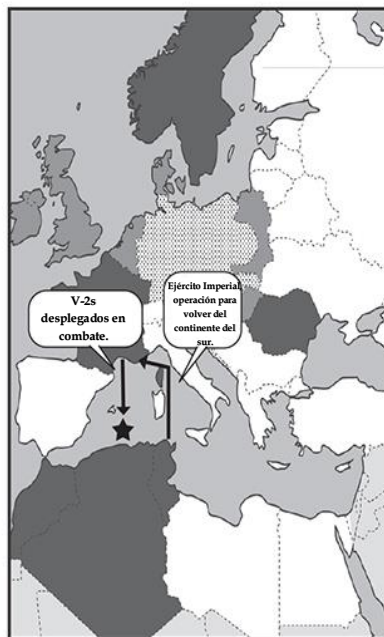 V-2s
desplegados en
combate.
Ejército Imperial,
operación para
volver del
continente del
sur.